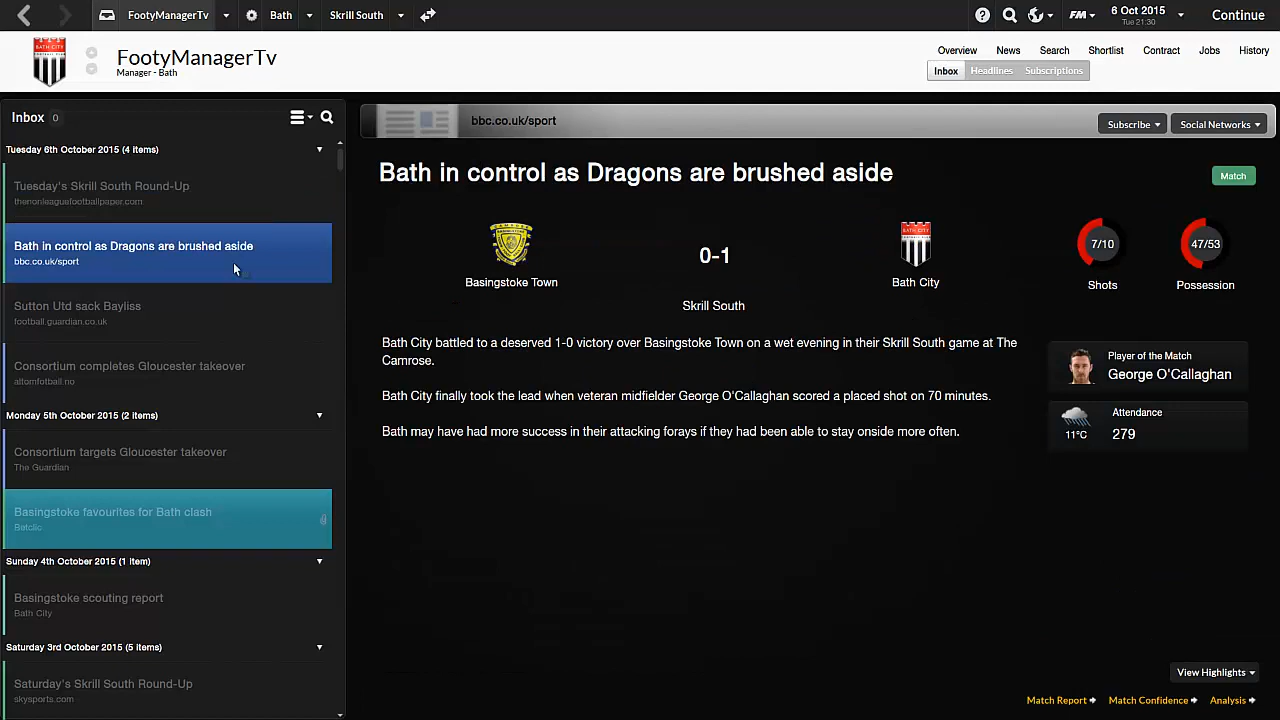 FootyManagerTv
Bath
Skrill South
FM
6 Oct 2015
Tue 21:30
Continue
FootyManagerTv
Manager - Bath
Overview News Search Shortlist Contract Jobs History
Inbox Headlines Subscriptions
Inbox 0
Tuesday 6th October 2015 (4 items)
Tuesday's Skrill South Round-Up
thenonleaguefootballpaper.com
Bath in control as Dragons are brushed aside
bbc.co.uk/sport
Sutton Utd sack Bayliss
football.guardian.co.uk
Consortium completes Gloucester takeover
altomfotball.no
Monday 5th October 2015 (2 items)
Consortium targets Gloucester takeover
The Guardian
Basingstoke favourites for Bath clash
Betclic
Sunday 4th October 2015 (1 item)
Basingstoke scouting report
Bath City
Saturday 3rd October 2015 (5 items)
Saturday's Skrill South Round-Up
skysports.com
bbc.co.uk/sport
Subscribe
Social Networks
Bath in control as Dragons are brushed aside
Match
BATH CITY
0-1
Basingstoke Town
Bath City
Skrill South
7/10
47/53
Shots
Possession
Bath City battled to a deserved 1-0 victory over Basingstoke Town on a wet evening in their Skrill South game at The
Camrose.
Bath City finally took the lead when veteran midfielder George O'Callaghan scored a placed shot on 70 minutes.
Bath may have had more success in their attacking forays if they had been able to stay onside more often.
Player of the Match
George O'Callaghan
Attendance
11°C
279
View Highlights
Match Report
Match Confidence
Analysis